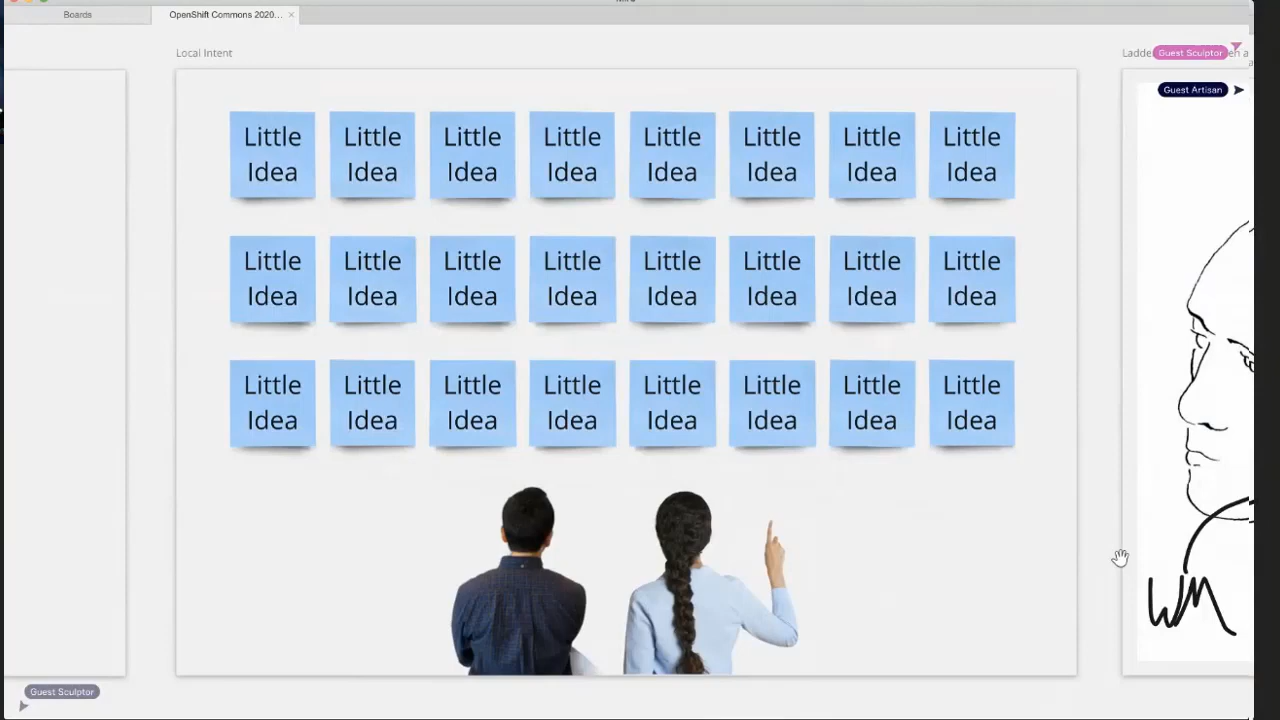 Boards
OpenShift Commons 2020...
Local Intent
Ladde
Guest Sculptor
Guest Artisan
Little Little Little Little Little Little Little Little
Idea Idea Idea Idea Idea Idea Idea Idea
Little Little Little Little Little Little Little Little
Idea Idea Idea Idea Idea Idea Idea Idea
Little Little Little Little Little Little Little Little
Idea Idea Idea Idea Idea Idea Idea Idea
WM
Guest Sculptor